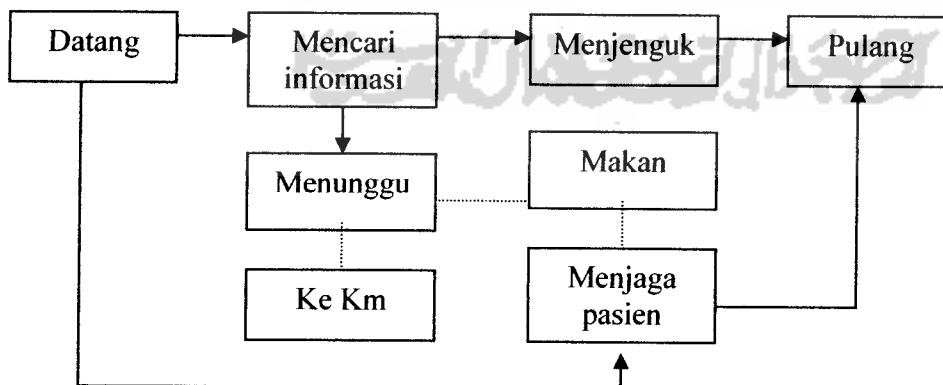 Datang
Mencari
informasi
Menjenguk
Pulang
Menunggu
Makan
Ke Km
Menjaga
pasien